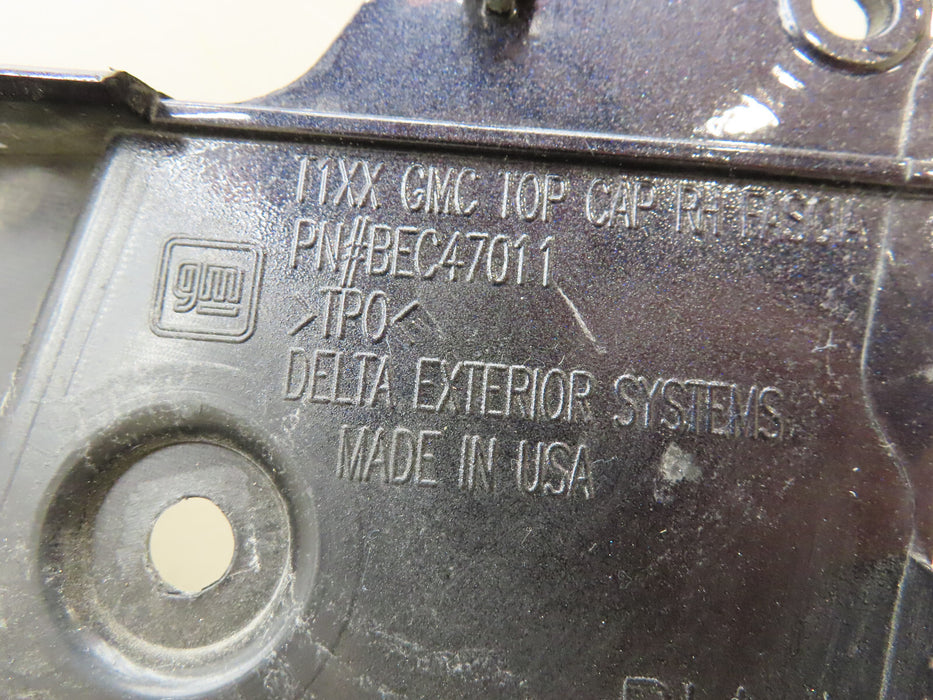 T1XX GMC TOP CAP RH FASCIA
PN#BEC47011
gm
>TPO<
DELTA EXTERIOR SYSTEMS
MADE IN USA